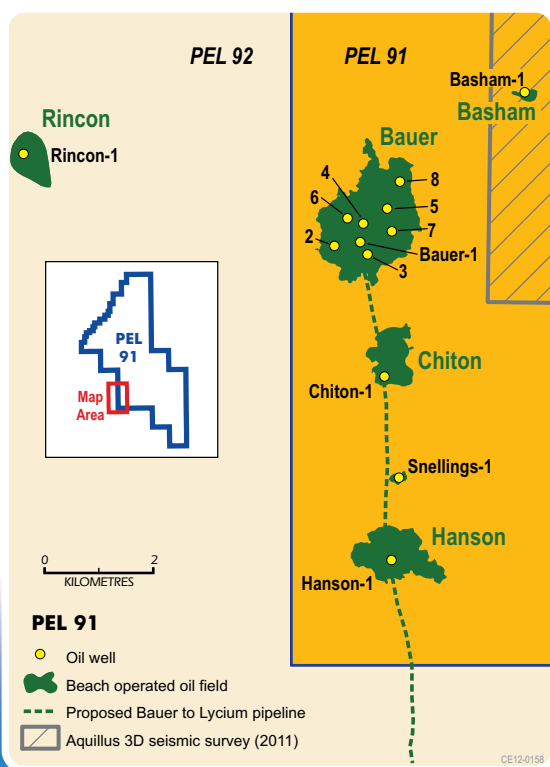 PEL 92
PEL 91
Basham-1
Basham
Rincon
Rincon-1
Bauer
4
8
6
5
7
2
Bauer-1
3
PEL
91
Map
Area
Chiton
Chiton-1
Snellings-1
Hanson
Hanson-1
0 2
KILOMETRES
PEL 91
Oil well
Beach operated oil field
Proposed Bauer to Lycium pipeline
Aquillus 3D seismic survey (2011)
CE12-0158